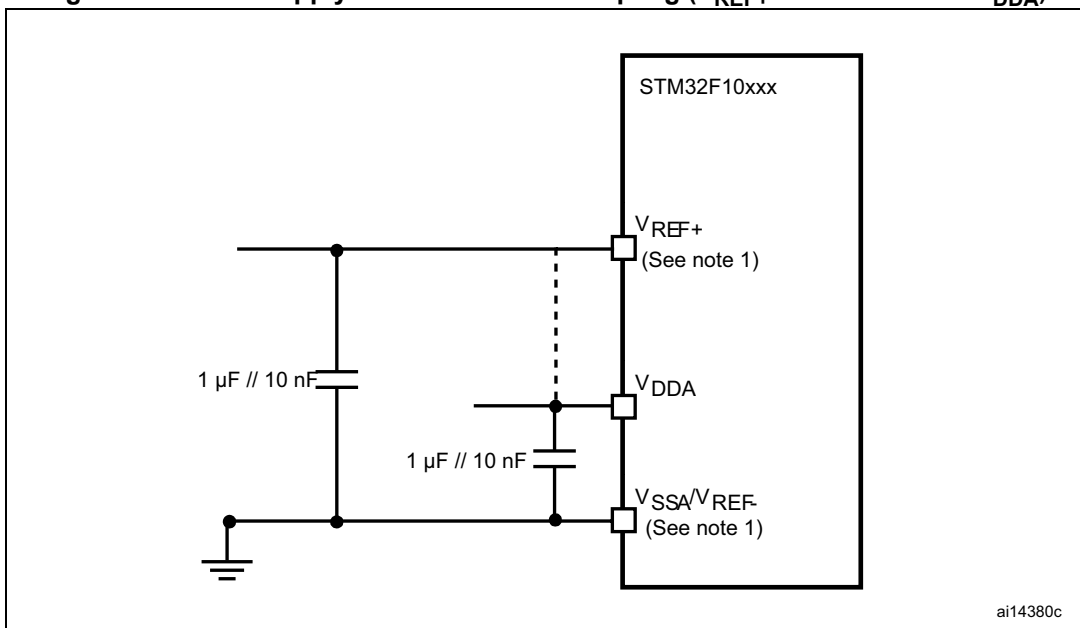 STM32F10xxx
VREF+
(See note 1)
1 µF // 10 nF
VDDA
1 µF // 10 nF
VSSA/VREF-
(See note 1)
ai14380c